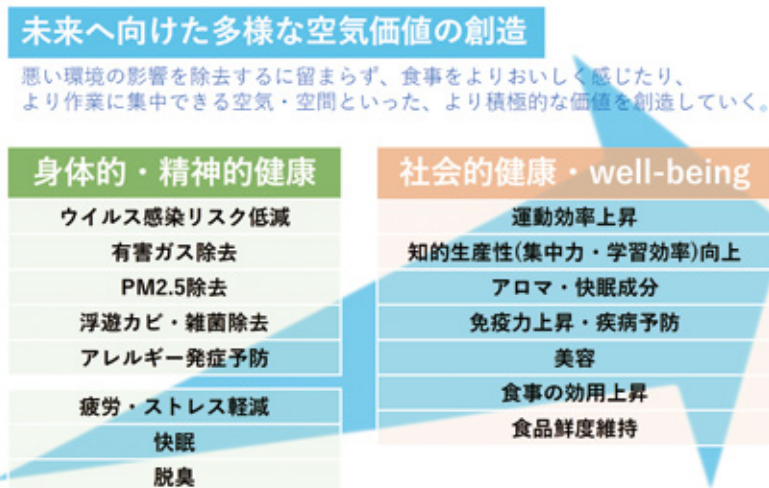 未来へ向けた多様な空気価値の創造
悪い環境の影響を除去するに留まらず、食事をよりおいしく感じたり、
より作業に集中できる空気・空間といった、より積極的な価値を創造していく。
身体的・精神的健康
ウイルス感染リスク低減
有害ガス除去
PM2.5除去
浮遊カビ・雑菌除去
アレルギー発症予防
疲労・ストレス軽減
快眠
脱臭
社会的健康・well-being
運動効率上昇
知的生産性(集中力・学習効率)向上
アロマ・快眠成分
免疫力上昇・疾病予防
美容
食事の効用上昇
食品鮮度維持